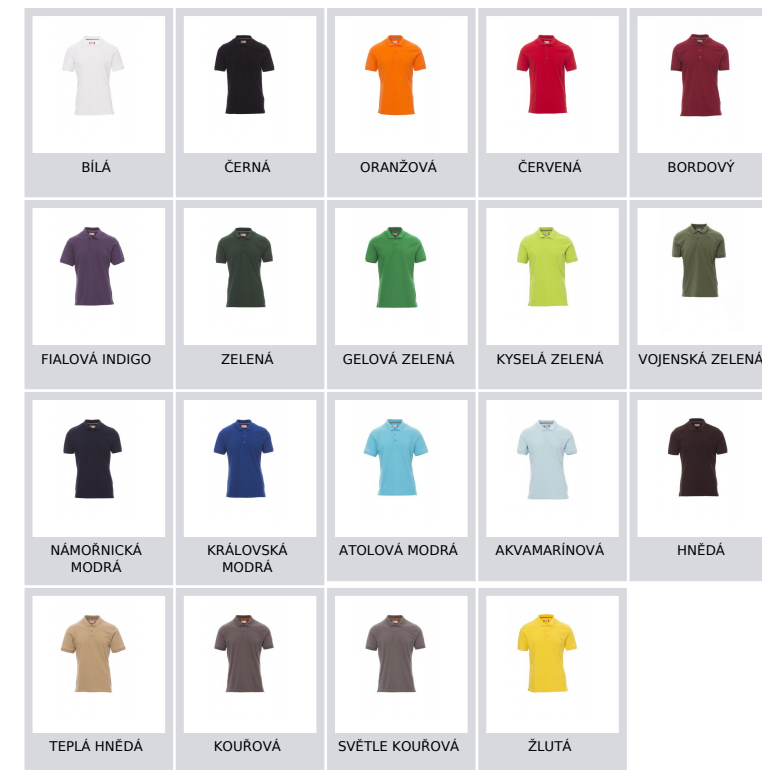 BÍLÁ
ČERNÁ
ORANŽOVÁ
ČERVENÁ
BORDOVÝ
FIALOVÁ INDIGO
ZELENÁ
GELOVÁ ZELENÁ
KYSELÁ ZELENÁ
VOJENSKÁ ZELENÁ
NÁMOŘNICKÁ
MODRÁ
KRÁLOVSKÁ
MODRÁ
ATOLOVÁ MODRÁ
AKVAMARÍNOVÁ
HNĚDÁ
TEPLÁ HNĚDÁ
KOUŘOVÁ
SVĚTLE KOUŘOVÁ
ŽLUTÁ